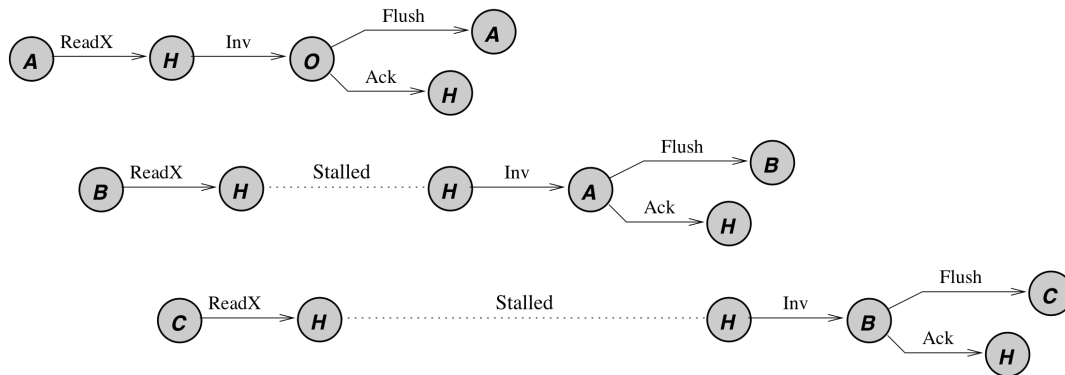 Flush
ReadX Inv A
A H O
Ack
H
Flush
ReadX Stalled Inv B
B H H A
Ack
H
Flush
ReadX Stalled Inv C
C H H B
Ack
H